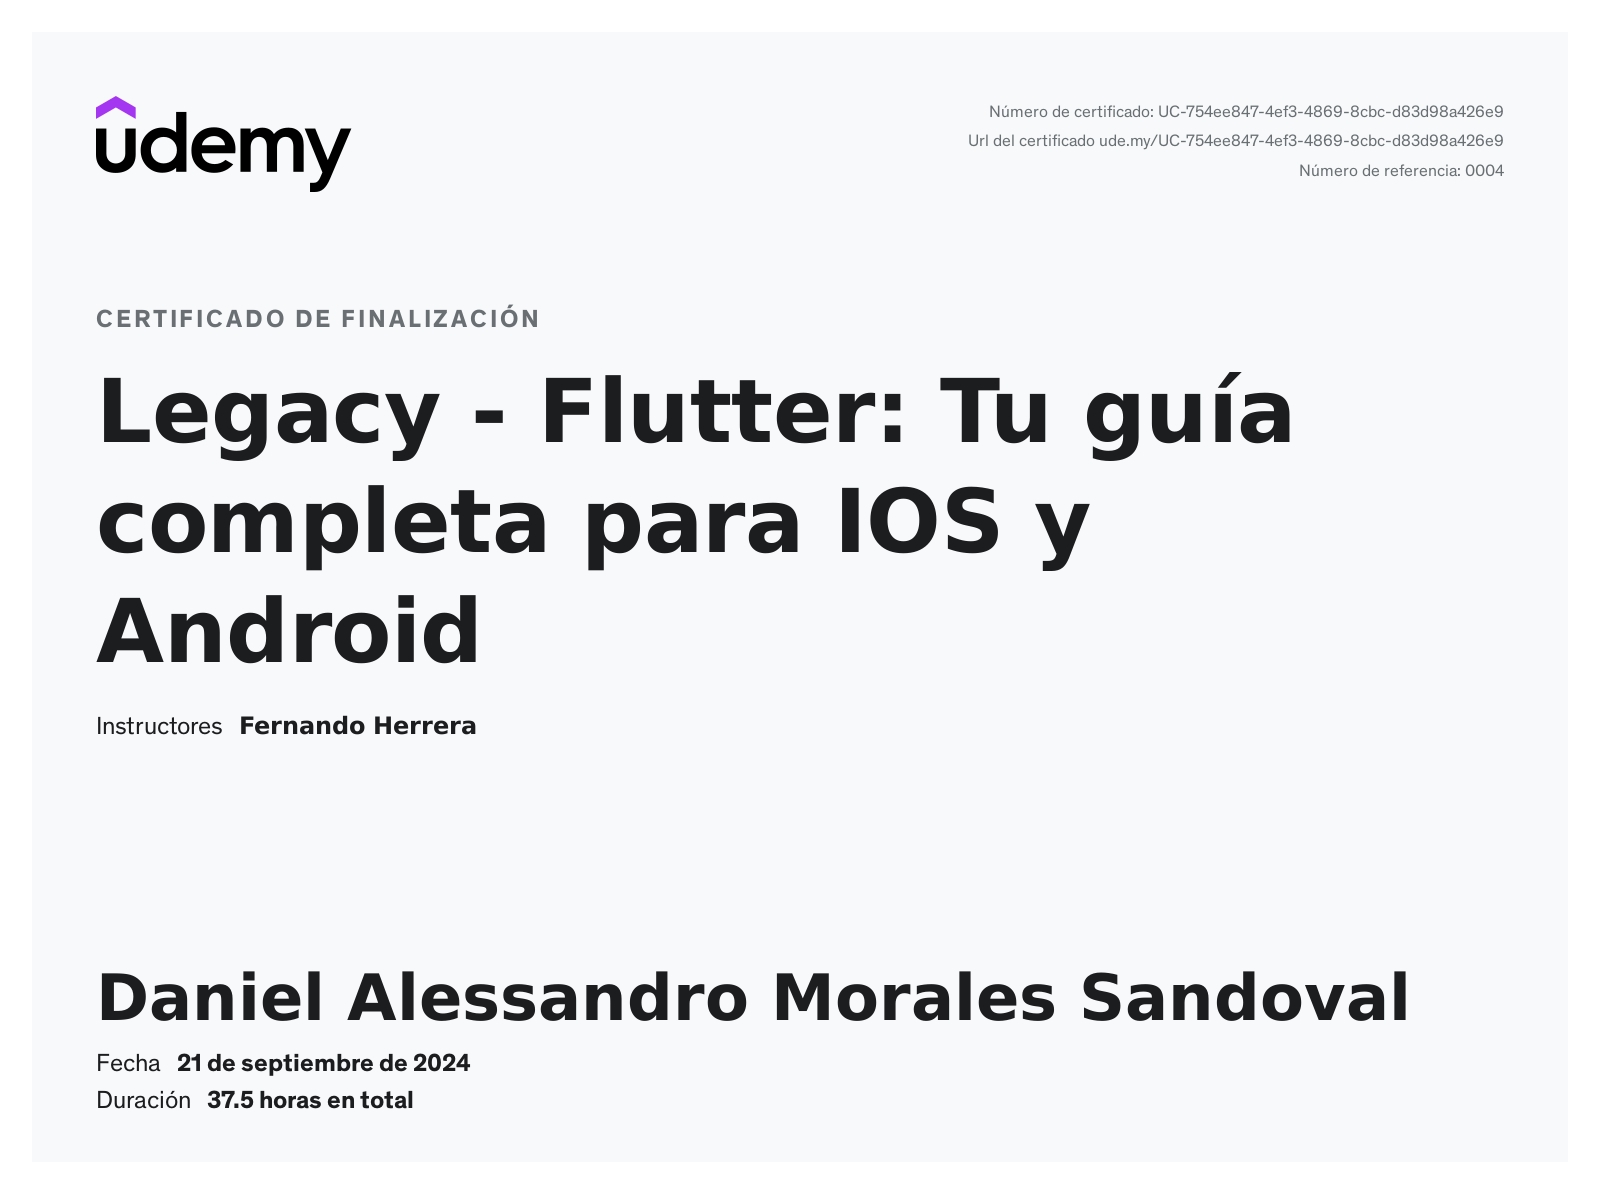 udemy
Número de certificado: UC-754ee847-4ef3-4869-8cbc-d83d98a426e9
Url del certificado ude.my/UC-754ee847-4ef3-4869-8cbc-d83d98a426e9
Número de referencia: 0004
CERTIFICADO DE FINALIZACIÓN
Legacy - Flutter: Tu guía
completa para IOS y
Android
Instructores Fernando Herrera
Daniel Alessandro Morales Sandoval
Fecha 21 de septiembre de 2024
Duración 37.5 horas en total